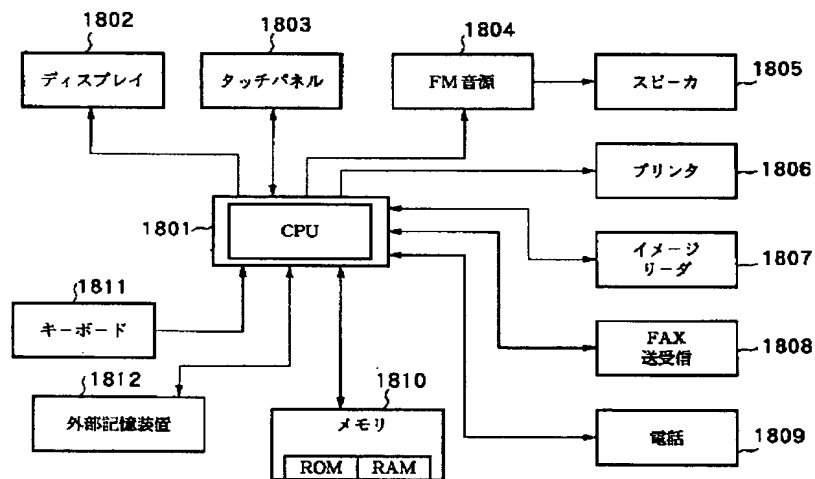 1802
1803
1804
ディスプレイ
タッチパネル
FM音源
スピーカ
1805
プリンタ
1806
1801
CPU
イメージ
リーダ
1807
1811
キーボード
FAX
送受信
1808
1812
外部記憶装置
1810
メモリ
ROM
RAM
電話
1809